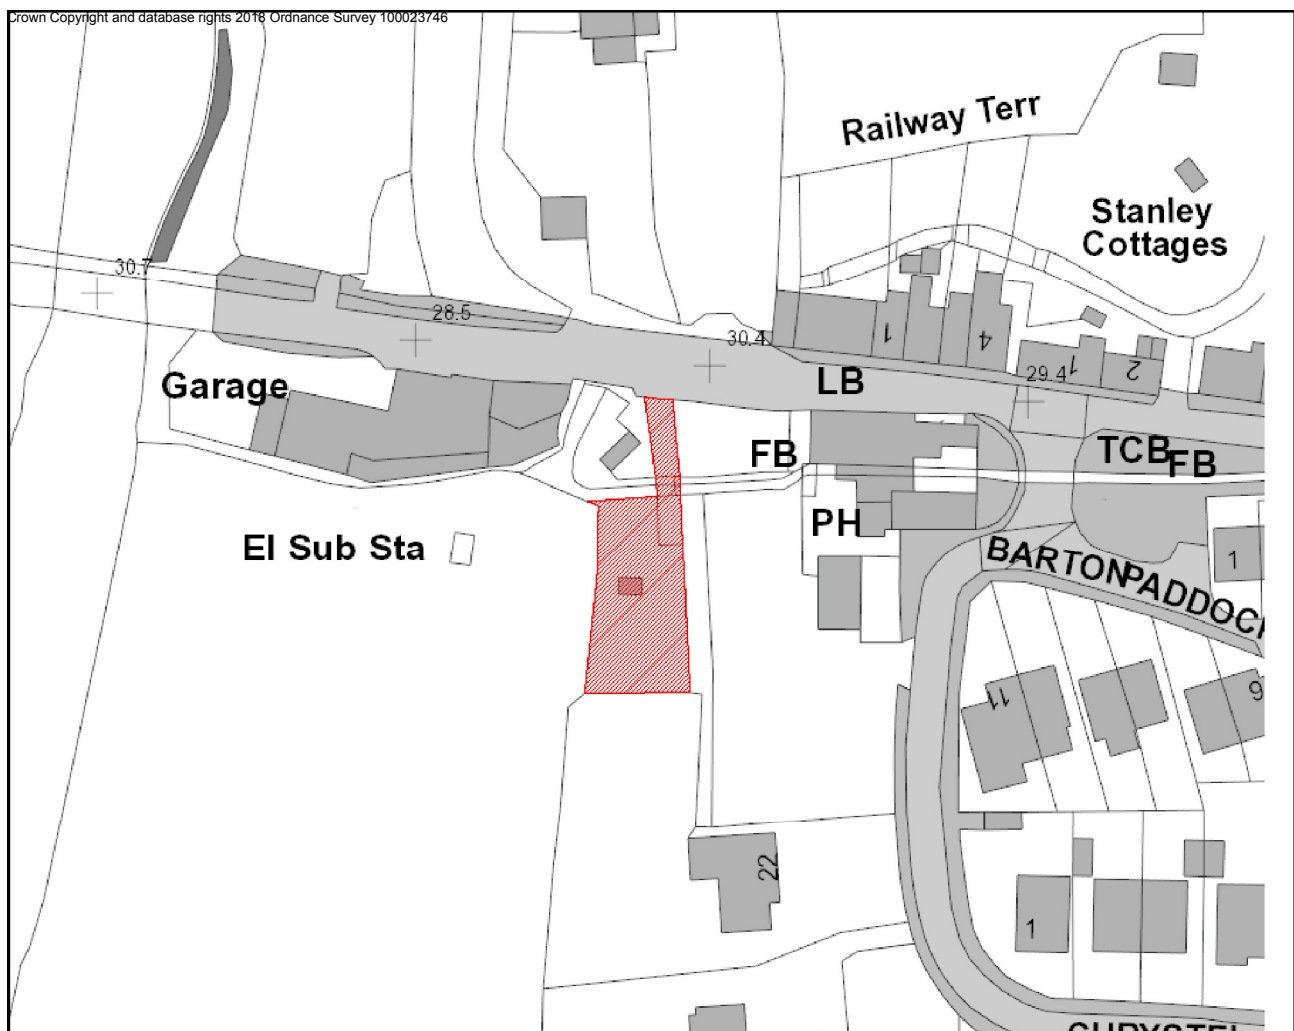 Crown Copyright and database rights 2018 Ordnance Survey 100023746
Railway Terr
Stanley
Cottages
30.7
28.5
30.4
1
4
29.4
1
2
Garage
LB
FB
TCB
FB
El Sub Sta
PH
BARTON
PADDOCK
1
11
9
22
1